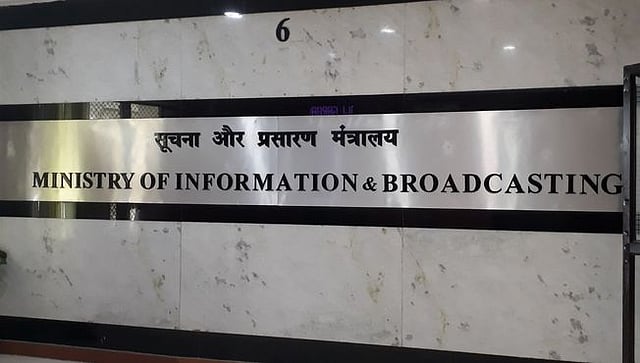 6
सूचना और प्रसारण मंत्रालय
MINISTRY OF INFORMATION & BROADCASTING